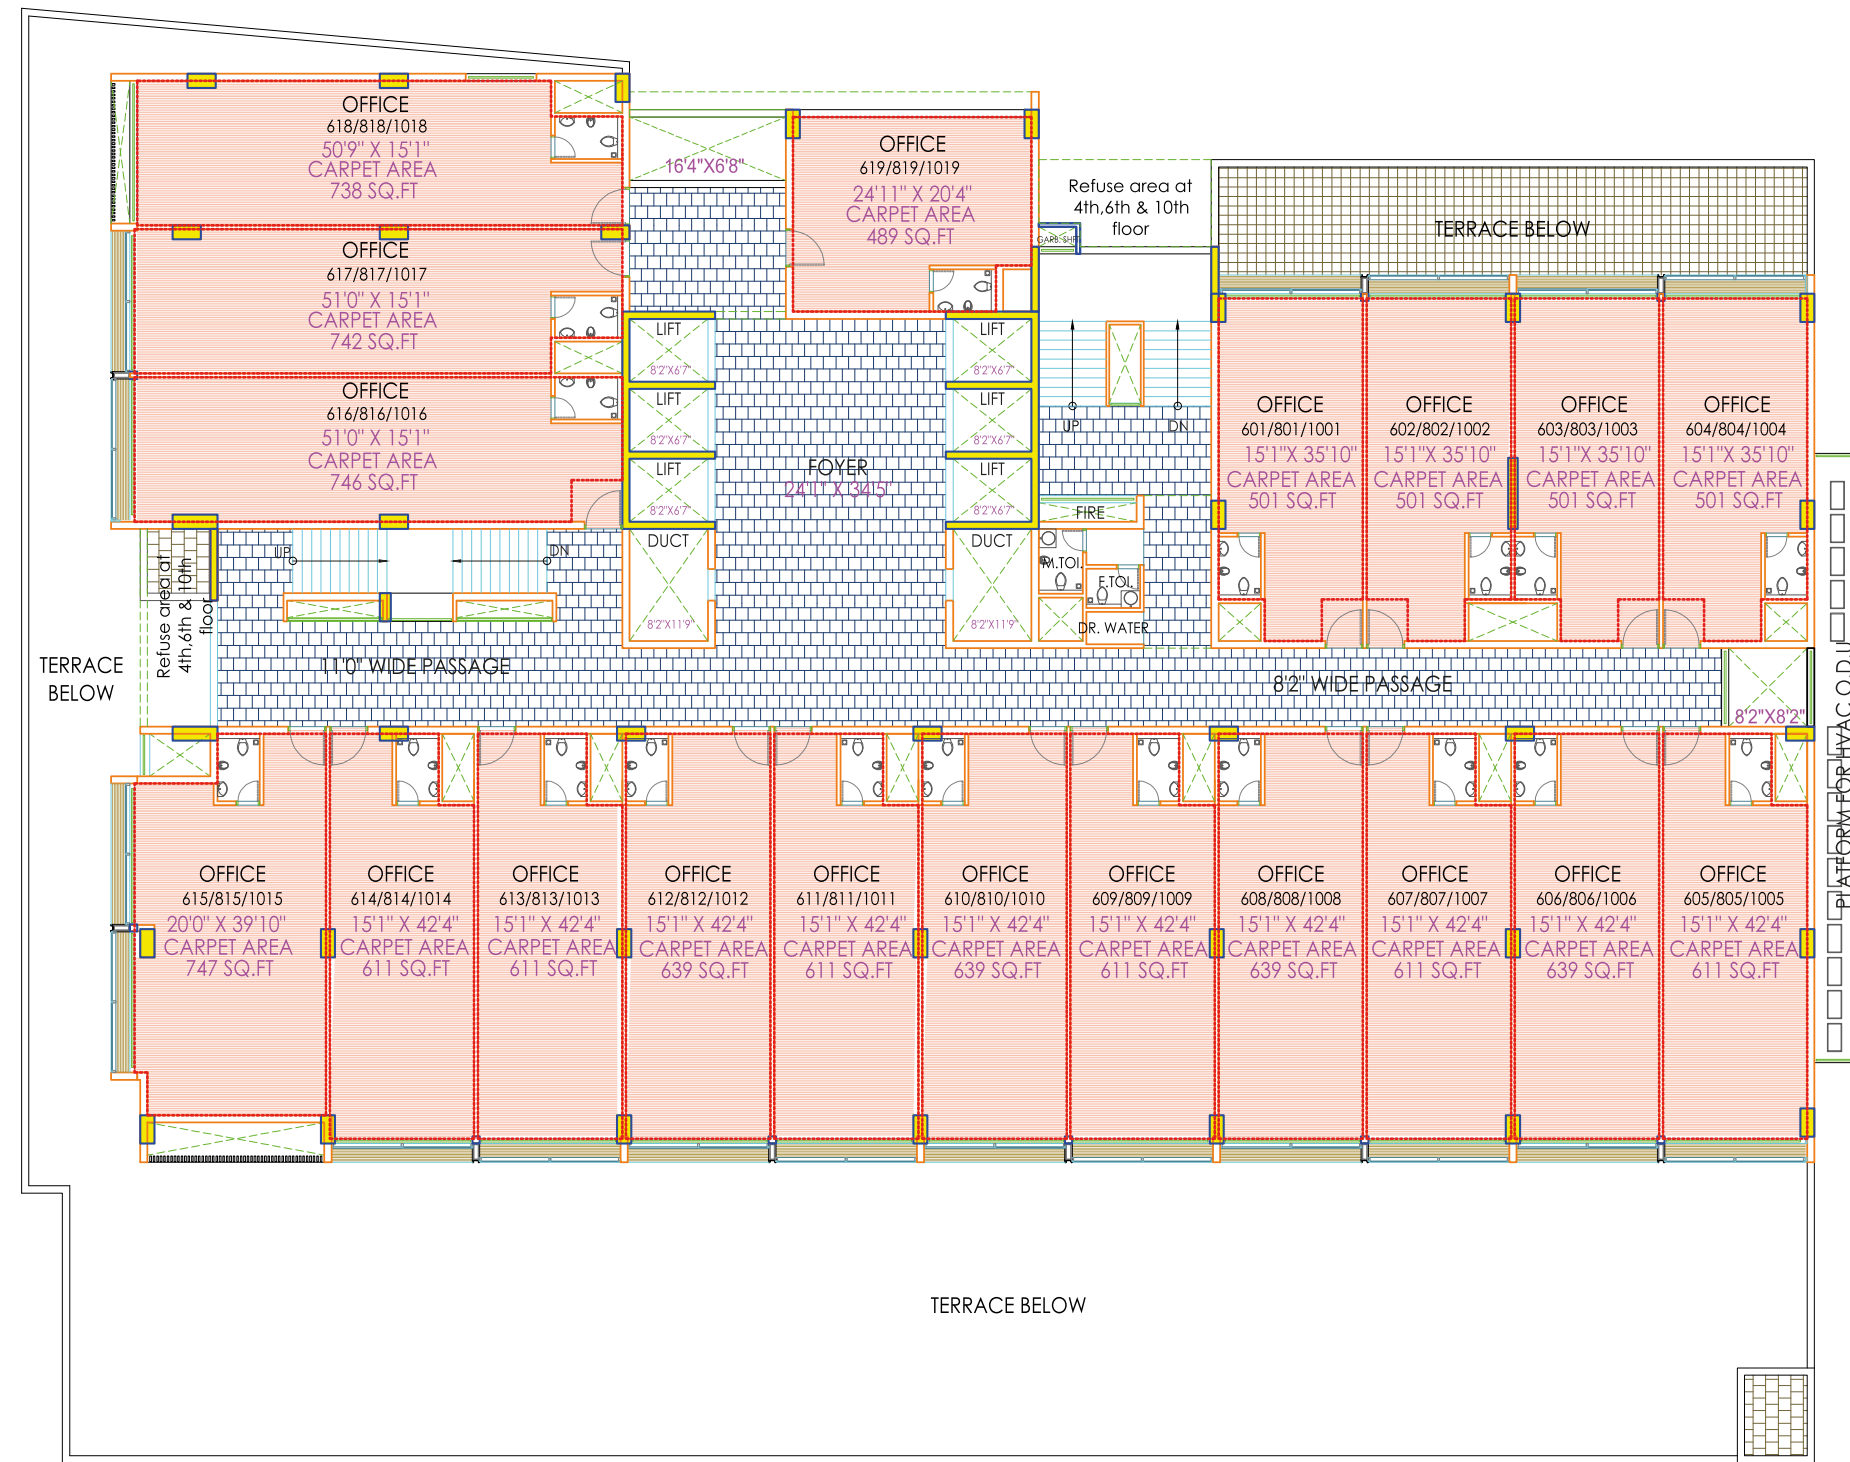 OFFICE
618/818/1018
50'9" X 15'1"
CARPET AREA
738 SQ.FT
OFFICE
617/817/1017
51'0" X 15'1"
CARPET AREA
742 SQ.FT
OFFICE
616/816/1016
51'0" X 15'1"
CARPET AREA
746 SQ.FT
16'4"X6'8"
OFFICE
619/819/1019
24'11" X 20'4"
CARPET AREA
489 SQ.FT
Refuse area at
4th,6th & 10th
floor
GARB. SHFT
TERRACE BELOW
LIFT
8'2"X6'7"
LIFT
8'2"X6'7"
LIFT
8'2"X6'7"
DUCT
8'2"X11'9"
FOYER
24'1" X 34'5"
LIFT
8'2"X6'7"
LIFT
8'2"X6'7"
LIFT
8'2"X6'7"
DUCT
8'2"X11'9"
UP
DN
FIRE
M.TOI.
F.TOI.
DR. WATER
OFFICE
601/801/1001
15'1"X 35'10"
CARPET AREA
501 SQ.FT
OFFICE
602/802/1002
15'1"X 35'10"
CARPET AREA
501 SQ.FT
OFFICE
603/803/1003
15'1"X 35'10"
CARPET AREA
501 SQ.FT
OFFICE
604/804/1004
15'1"X 35'10"
CARPET AREA
501 SQ.FT
UP
DN
Refuse area at
4th,6th & 10th
floor
TERRACE
BELOW
11'0" WIDE PASSAGE
8'2" WIDE PASSAGE
8'2"X8'2"
PLATFORM FOR HVAC O.D.U
OFFICE
615/815/1015
20'0" X 39'10"
CARPET AREA
747 SQ.FT
OFFICE
614/814/1014
15'1" X 42'4"
CARPET AREA
611 SQ.FT
OFFICE
613/813/1013
15'1" X 42'4"
CARPET AREA
611 SQ.FT
OFFICE
612/812/1012
15'1" X 42'4"
CARPET AREA
639 SQ.FT
OFFICE
611/811/1011
15'1" X 42'4"
CARPET AREA
611 SQ.FT
OFFICE
610/810/1010
15'1" X 42'4"
CARPET AREA
639 SQ.FT
OFFICE
609/809/1009
15'1" X 42'4"
CARPET AREA
611 SQ.FT
OFFICE
608/808/1008
15'1" X 42'4"
CARPET AREA
639 SQ.FT
OFFICE
607/807/1007
15'1" X 42'4"
CARPET AREA
611 SQ.FT
OFFICE
606/806/1006
15'1" X 42'4"
CARPET AREA
639 SQ.FT
OFFICE
605/805/1005
15'1" X 42'4"
CARPET AREA
611 SQ.FT
TERRACE BELOW